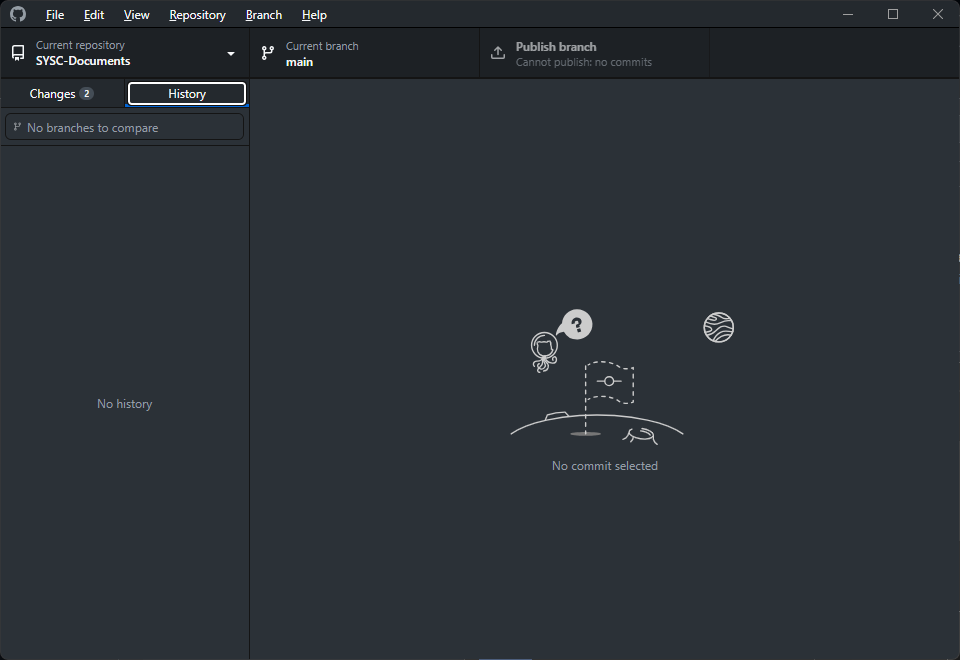 File Edit View Repository Branch Help
Current repository
SYSC-Documents
Current branch
main
Publish branch
Cannot publish: no commits
Changes 2
History
No branches to compare
No history
?
No commit selected